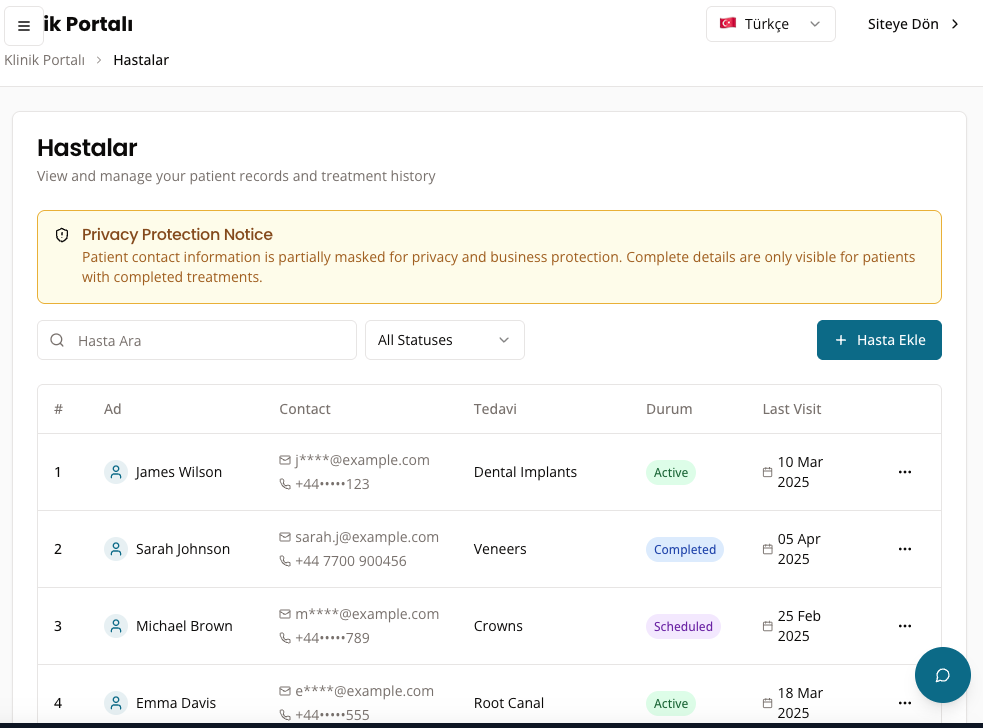 ik Portalı
Türkçe
Siteye Dön
Klinik Portalı > Hastalar
Hastalar
View and manage your patient records and treatment history
Privacy Protection Notice
Patient contact information is partially masked for privacy and business protection. Complete details are only visible for patients
with completed treatments.
Hasta Ara
All Statuses
+ Hasta Ekle
# Ad Contact Tedavi Durum Last Visit
1 James Wilson
j****@example.com
+44•••••123
Dental Implants
Active
10 Mar
2025
2 Sarah Johnson
sarah.j@example.com
+44 7700 900456
Veneers
Completed
05 Apr
2025
3 Michael Brown
m****@example.com
+44•••••789
Crowns
Scheduled
25 Feb
2025
4 Emma Davis
e****@example.com
+44•••••555
Root Canal
Active
18 Mar
2025